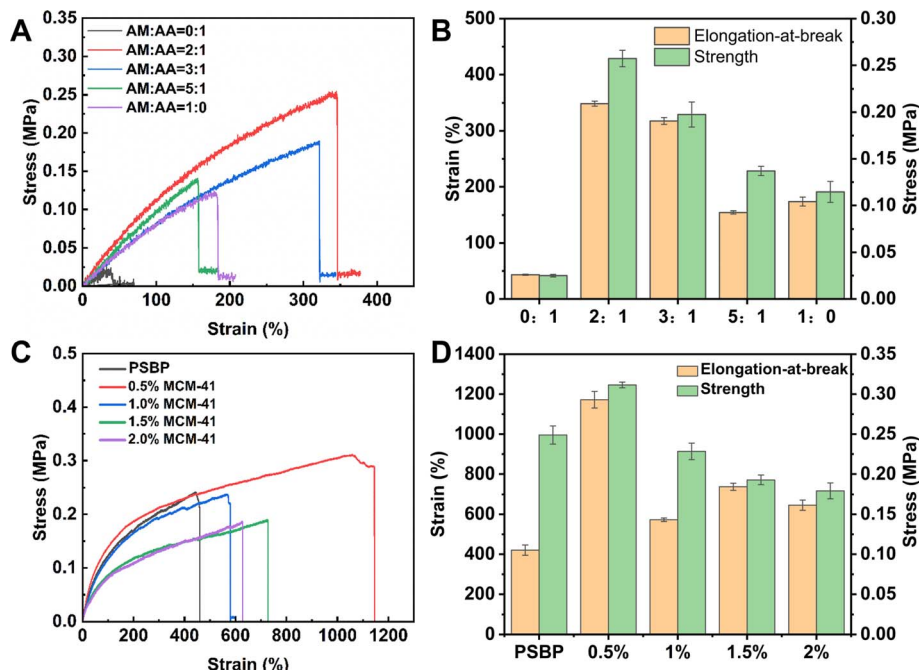 A
0.35
0.30
0.25
0.20
0.15
0.10
0.05
0.00
Stress (MPa)
AM:AA=0:1
AM:AA=2:1
AM:AA=3:1
AM:AA=5:1
AM:AA=1:0
0 100 200 300 400
Strain (%)
B
500
400
300
200
100
0
Strain (%)
Elongation-at-break
Strength
0.30
0.25
0.20
0.15
0.10
0.05
0.00
Stress (MPa)
0: 1 2: 1 3: 1 5: 1 1: 0
C
0.5
0.4
0.3
0.2
0.1
0.0
Stress (MPa)
PSBP
0.5% MCM-41
1.0% MCM-41
1.5% MCM-41
2.0% MCM-41
0 200 400 600 800 1000 1200
Strain (%)
D
1400
1200
1000
800
600
400
200
0
Strain (%)
Elongation-at-break
Strength
0.35
0.30
0.25
0.20
0.15
0.10
0.05
0.00
Stress (MPa)
PSBP 0.5% 1% 1.5% 2%